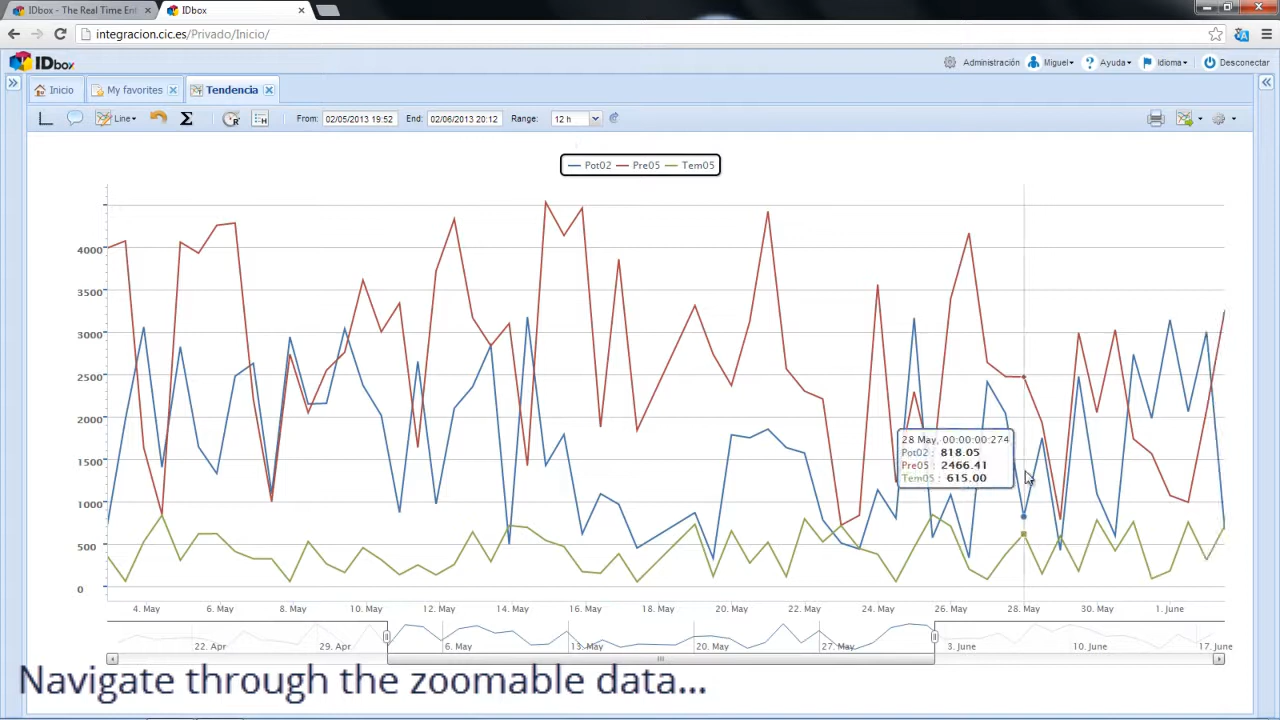 IDbox - The Real Time Ent
IDbox
integracion.cic.es/Privado/Inicio/
IDbox
Administración Miguel Ayuda Idioma Desconectar
Inicio My favorites Tendencia
Line Σ R H From: 02/05/2013 19:52 End: 02/06/2013 20:12 Range: 12 h
Pot02 Pre05 Tem05
4000
3500
3000
2500
2000
1500
1000
500
0
28 May, 00:00:00:274
Pot02 : 818.05
Pre05 : 2466.41
Tem05 : 615.00
4. May 6. May 8. May 10. May 12. May 14. May 16. May 18. May 20. May 22. May 24. May 26. May 28. May 30. May 1. June
22. Apr 29. Apr 6. May 13. May 20. May 27. May 3. June 10. June 17. June
Navigate through the zoomable data...